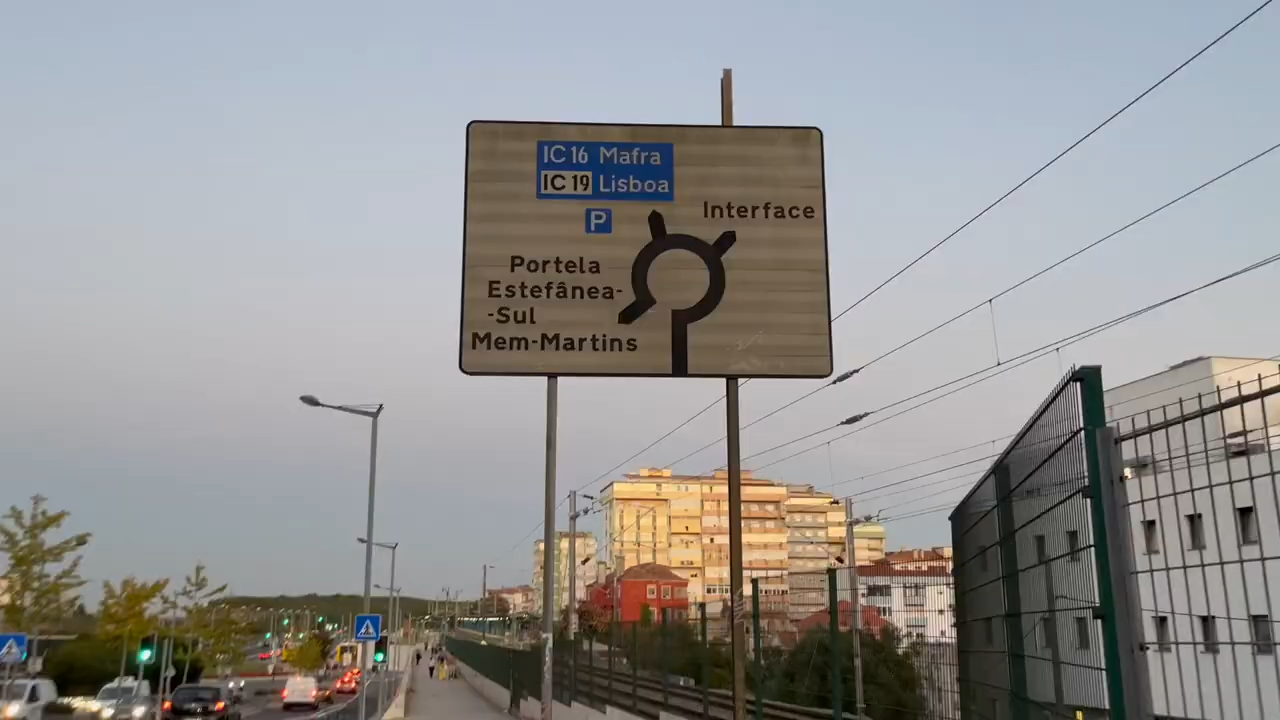 IC 16 Mafra
IC 19 Lisboa
P
Interface
Portela
Estefânea-
-Sul
Mem-Martins